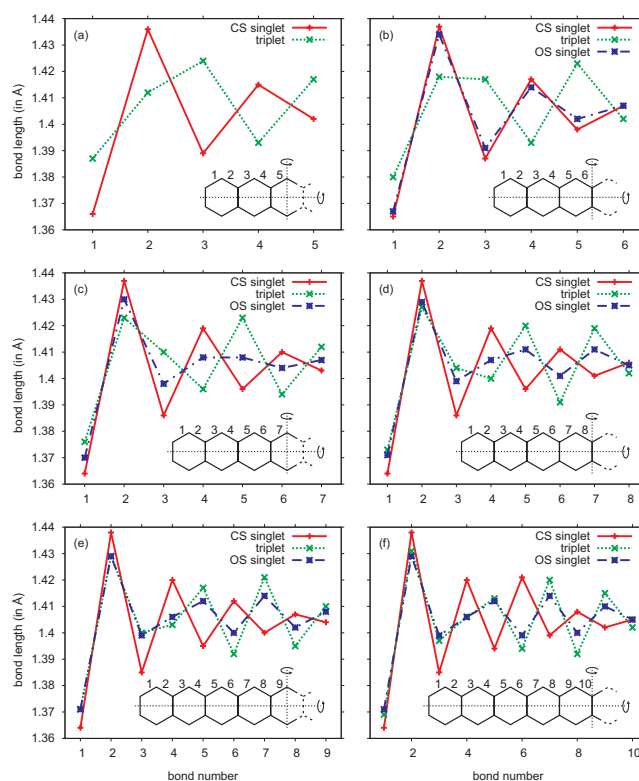 (a)
CS singlet
triplet
bond length (in A)
1.44
1.43
1.42
1.41
1.4
1.39
1.38
1.37
1.36
1 2 3 4 5
1 2 3 4 5
(b)
CS singlet
triplet
OS singlet
1 2 3 4 5 6
1 2 3 4 5 6
(c)
CS singlet
triplet
OS singlet
bond length (in A)
1.44
1.43
1.42
1.41
1.4
1.39
1.38
1.37
1.36
1 2 3 4 5 6 7
1 2 3 4 5 6 7
(d)
CS singlet
triplet
OS singlet
1 2 3 4 5 6 7 8
1 2 3 4 5 6 7 8
(e)
CS singlet
triplet
OS singlet
bond length (in A)
1.44
1.43
1.42
1.41
1.4
1.39
1.38
1.37
1.36
1 2 3 4 5 6 7 8 9
1 2 3 4 5 6 7 8 9
bond number
(f)
CS singlet
triplet
OS singlet
1 2 3 4 5 6 7 8 9 10
2 4 6 8 10
bond number